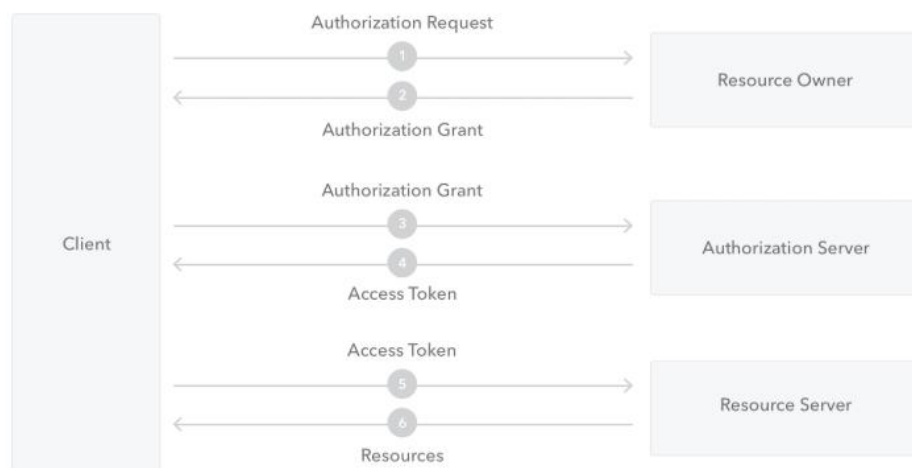 Authorization Request
1
Resource Owner
2
Authorization Grant
Authorization Grant
3
Client
Authorization Server
4
Access Token
Access Token
5
Resource Server
6
Resources